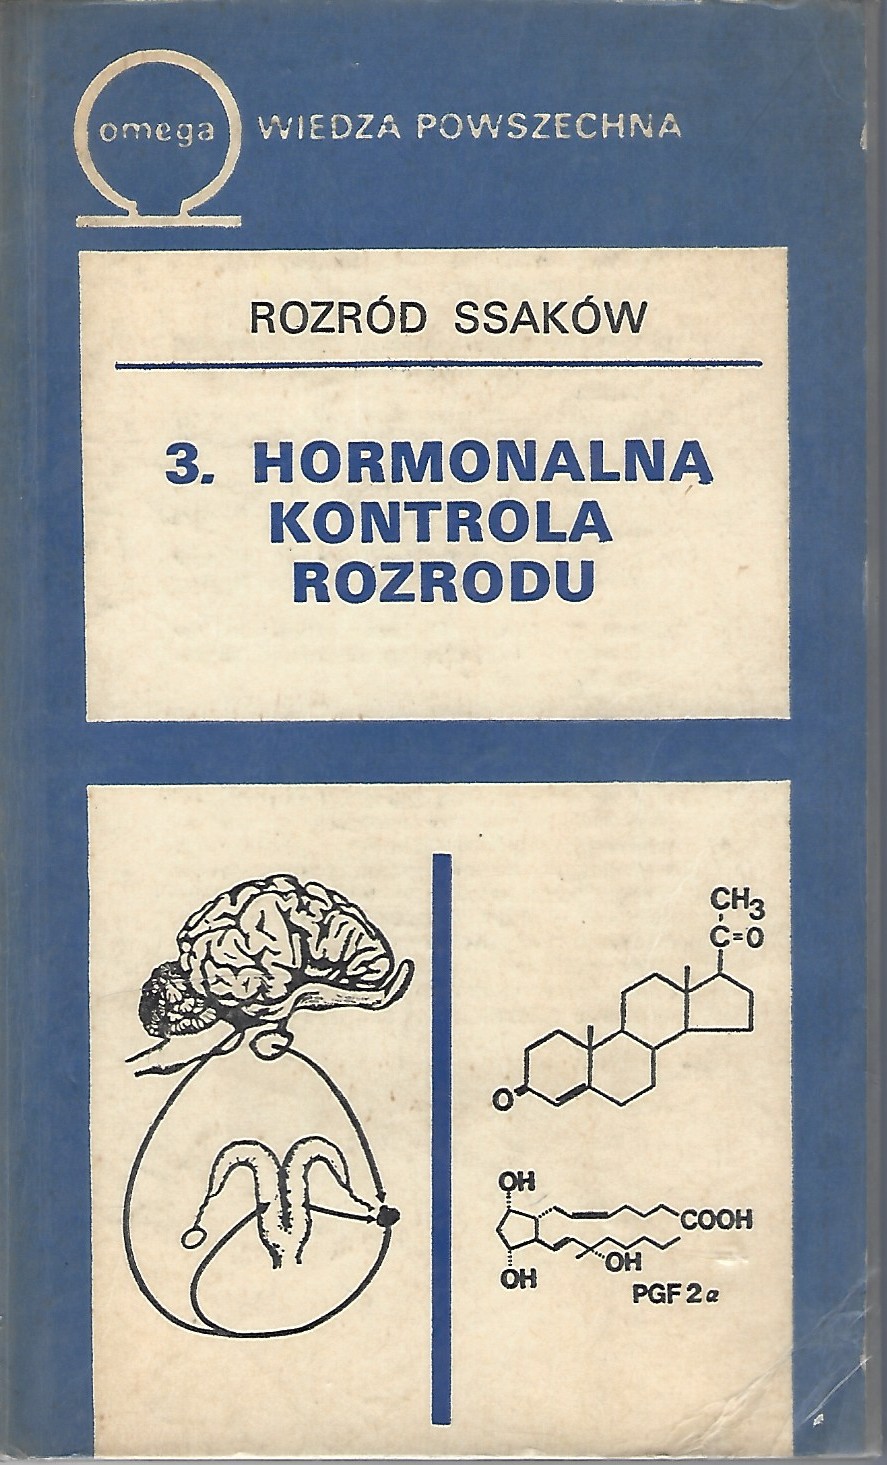 omega
WIEDZA POWSZECHNA
ROZRÓD SSAKÓW
3. HORMONALNĄ
KONTROLA
ROZRODU
CH3
C=O
O
OH
COOH
OH
OH
PGF 2α